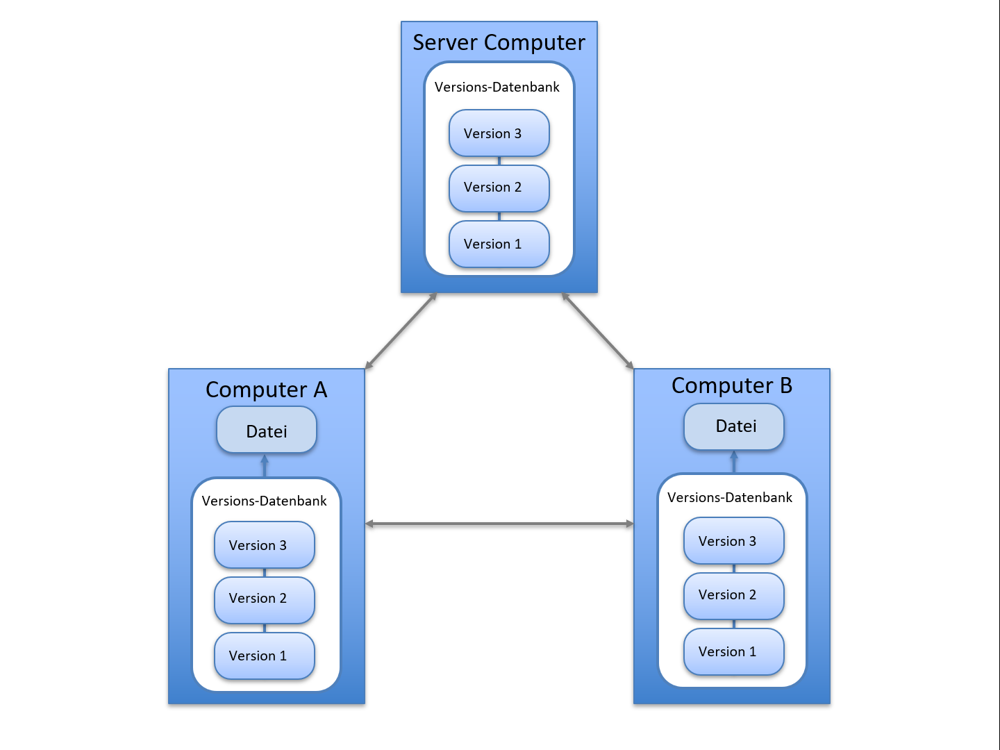 Server Computer
Versions-Datenbank
Version 3
Version 2
Version 1
Computer A
Datei
Versions-Datenbank
Version 3
Version 2
Version 1
Computer B
Datei
Versions-Datenbank
Version 3
Version 2
Version 1